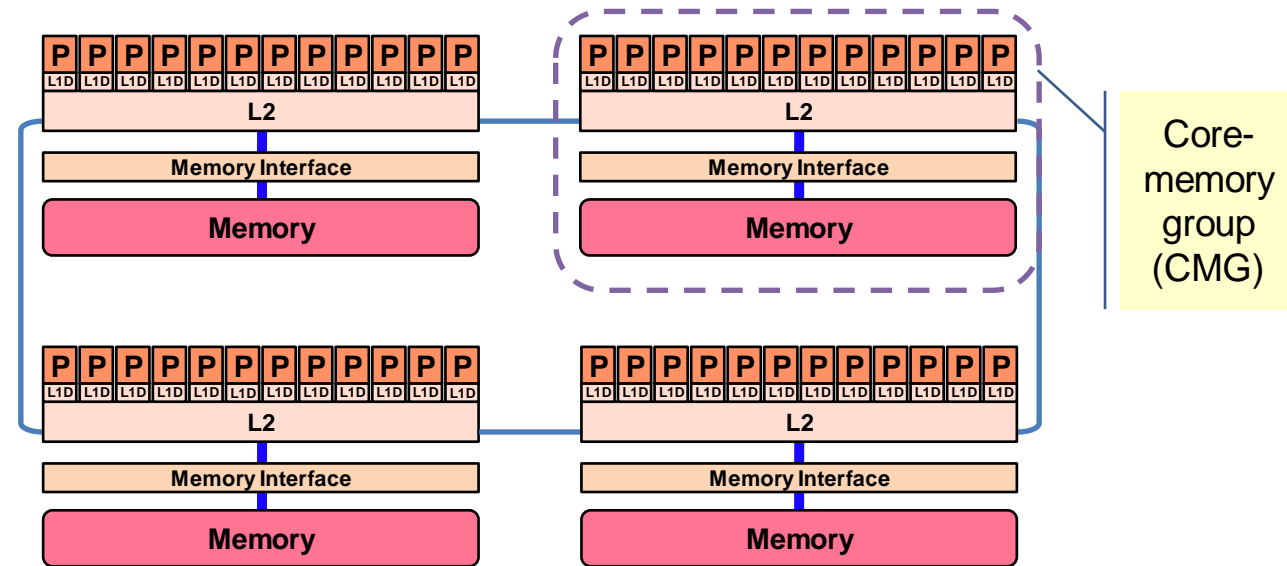 P P P P P P P P P P P P
L1D L1D L1D L1D L1D L1D L1D L1D L1D L1D L1D L1D
L2
Memory Interface
Memory
P P P P P P P P P P P P
L1D L1D L1D L1D L1D L1D L1D L1D L1D L1D L1D L1D
L2
Memory Interface
Memory
Core-
memory
group
(CMG)
P P P P P P P P P P P P
L1D L1D L1D L1D L1D L1D L1D L1D L1D L1D L1D L1D
L2
Memory Interface
Memory
P P P P P P P P P P P P
L1D L1D L1D L1D L1D L1D L1D L1D L1D L1D L1D L1D
L2
Memory Interface
Memory